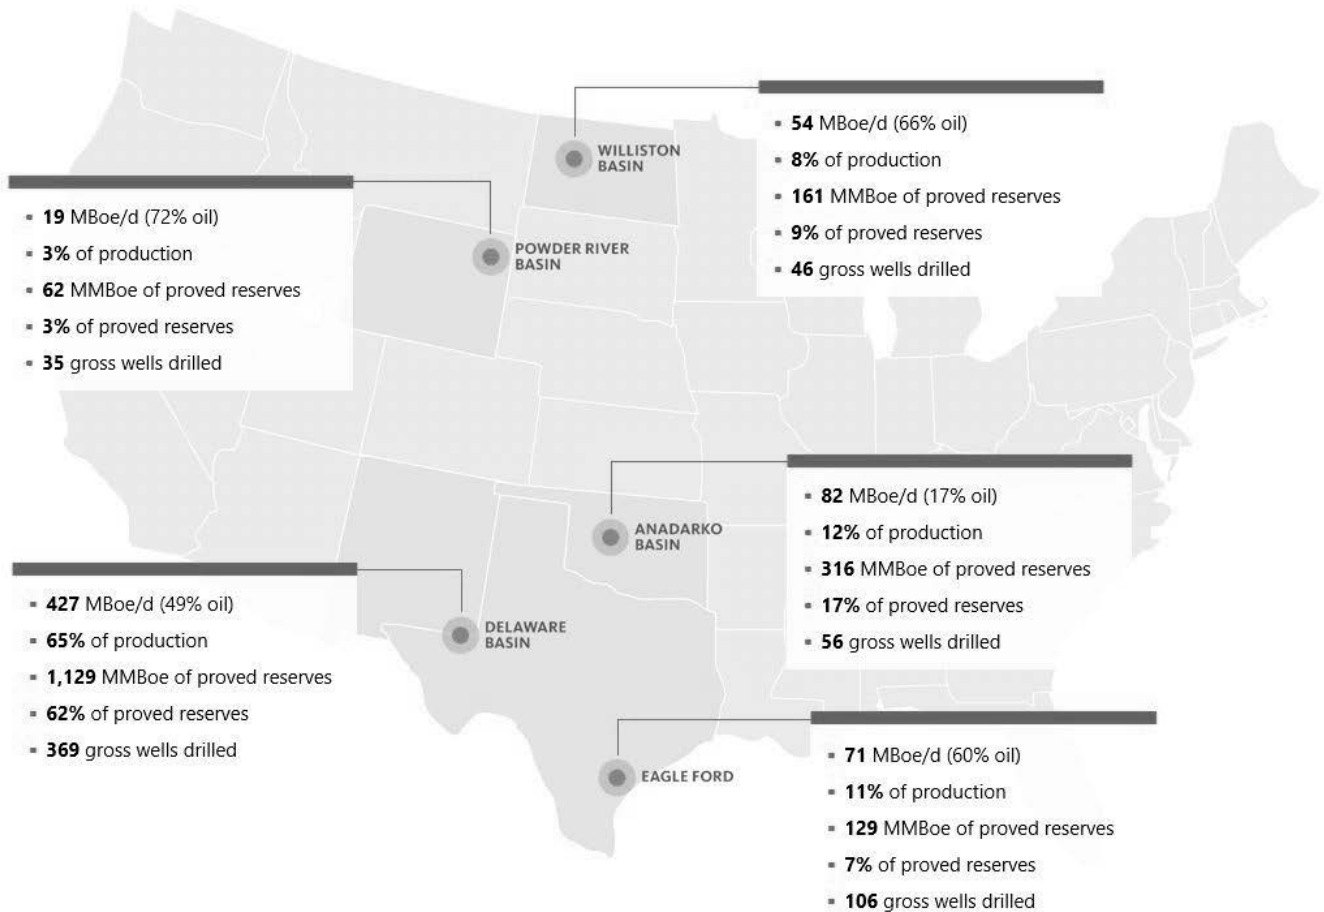 ▪ 54 MBoe/d (66% oil)
▪ 8% of production
▪ 161 MMBoe of proved reserves
▪ 9% of proved reserves
▪ 46 gross wells drilled
WILLISTON
BASIN
▪ 19 MBoe/d (72% oil)
▪ 3% of production
▪ 62 MMBoe of proved reserves
▪ 3% of proved reserves
▪ 35 gross wells drilled
POWDER RIVER
BASIN
▪ 82 MBoe/d (17% oil)
▪ 12% of production
▪ 316 MMBoe of proved reserves
▪ 17% of proved reserves
▪ 56 gross wells drilled
ANADARKO
BASIN
▪ 427 MBoe/d (49% oil)
▪ 65% of production
▪ 1,129 MMBoe of proved reserves
▪ 62% of proved reserves
▪ 369 gross wells drilled
DELAWARE
BASIN
▪ 71 MBoe/d (60% oil)
▪ 11% of production
▪ 129 MMBoe of proved reserves
▪ 7% of proved reserves
▪ 106 gross wells drilled
EAGLE FORD